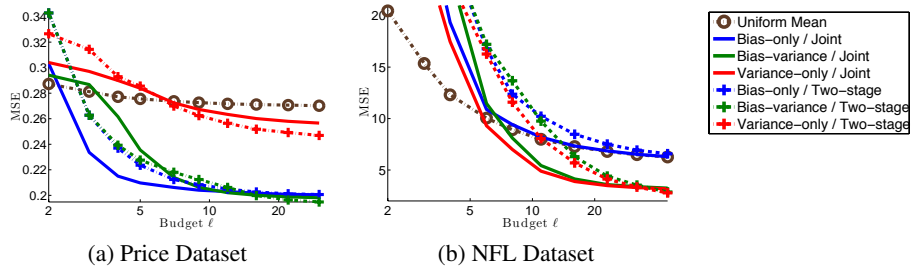 0.34
0.32
0.3
0.28
0.26
0.24
0.22
0.2
MSE
2
5
10
20
Budget ℓ
(a) Price Dataset
20
15
10
5
MSE
2
5
10
20
Budget ℓ
(b) NFL Dataset
Uniform Mean
Bias−only / Joint
Bias−variance / Joint
Variance−only / Joint
Bias−only / Two−stage
Bias−variance / Two−stage
Variance−only / Two−stage